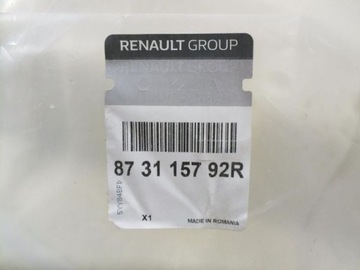 RENAULT GROUP
87 31 157 92R
X1
MADE IN ROMANIA